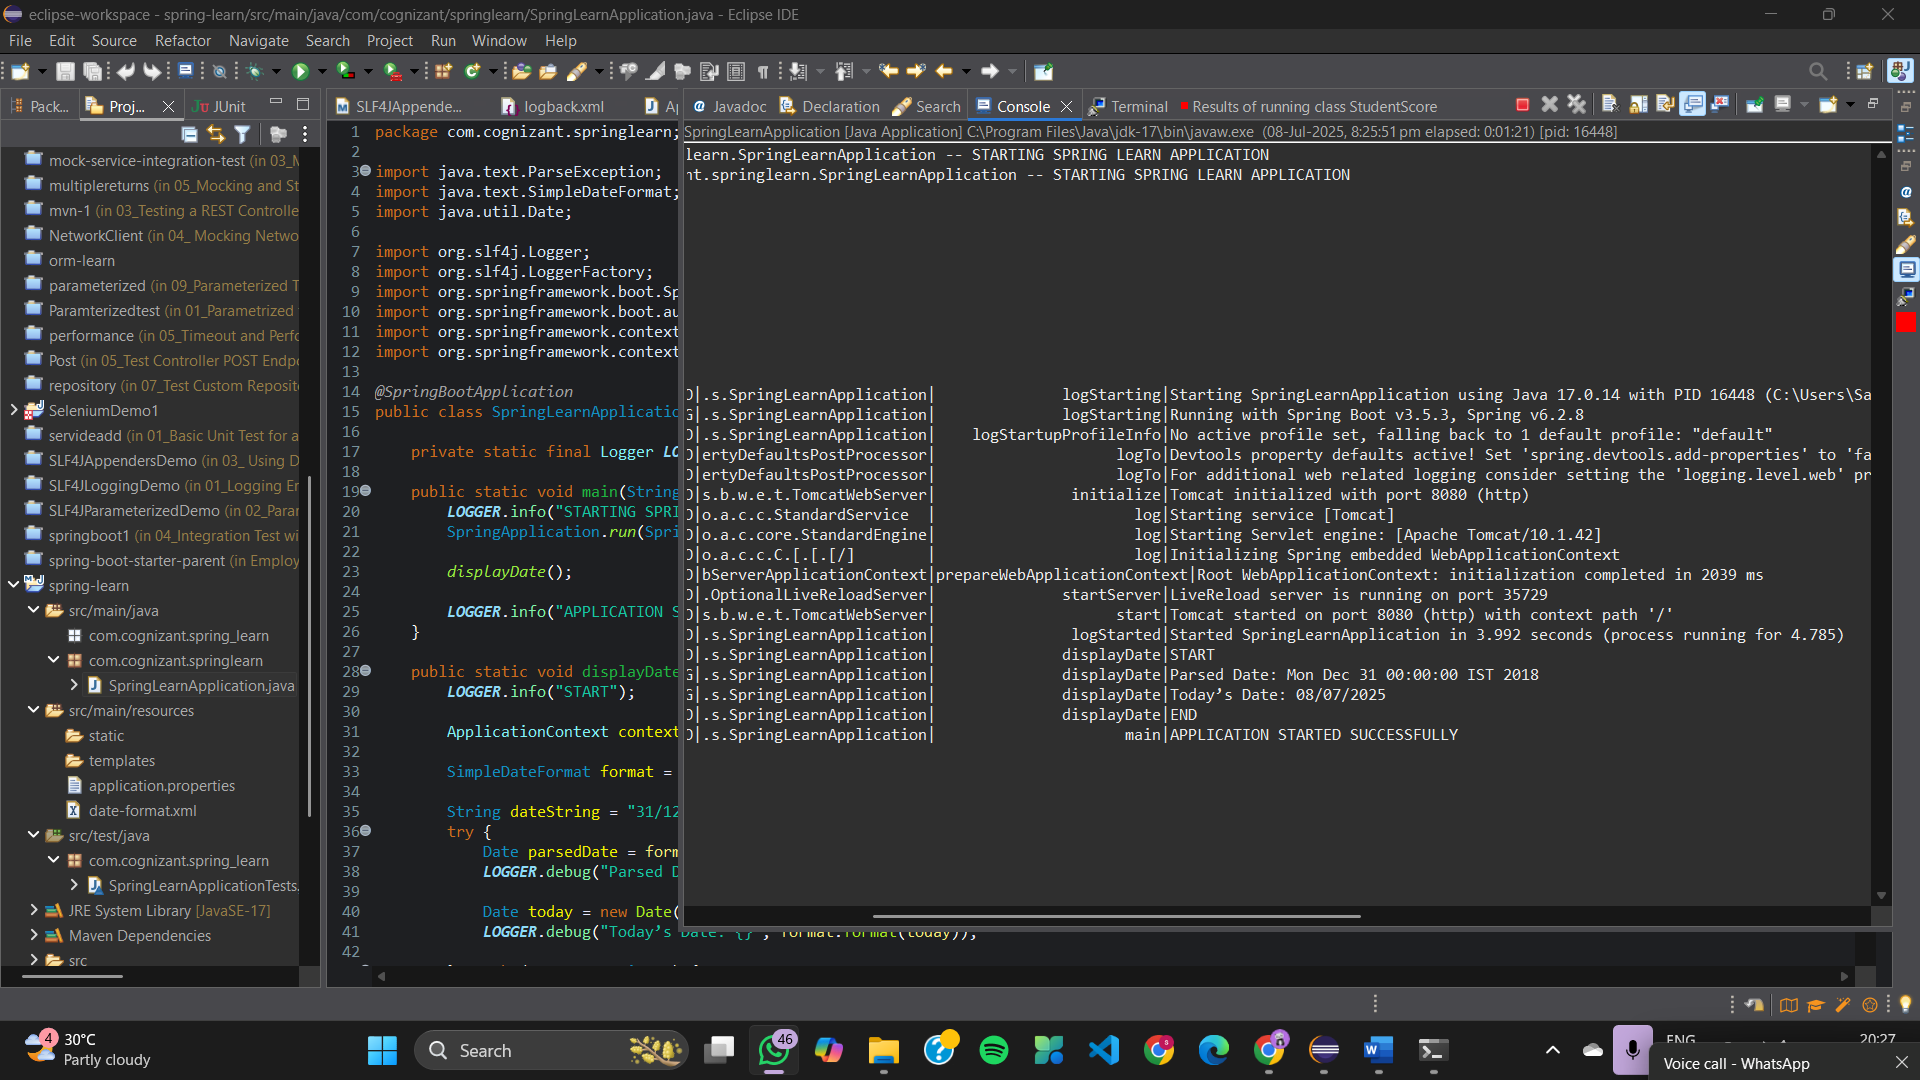 eclipse-workspace - spring-learn/src/main/java/com/cognizant/springlearn/SpringLearnApplication.java - Eclipse IDE
File Edit Source Refactor Navigate Search Project Run Window Help
Pack... Proj... JUnit
SLF4JAppende... logback.xml
Javadoc Declaration Search Console Terminal Results of running class StudentScore
SpringLearnApplication [Java Application] C:\Program Files\Java\jdk-17\bin\javaw.exe (08-Jul-2025, 8:25:51 pm elapsed: 0:01:21) [pid: 16448]
mock-service-integration-test (in 03_M
multiplereturns (in 05_Mocking and St
mvn-1 (in 03_Testing a REST Controlle
NetworkClient (in 04_ Mocking Netwo
orm-learn
parameterized (in 09_Parameterized T
Paramterizedtest (in 01_Parametrized
performance (in 05_Timeout and Perfo
Post (in 05_Test Controller POST Endpo
repository (in 07_Test Custom Reposit
SeleniumDemo1
servideadd (in 01_Basic Unit Test for a
SLF4JAppendersDemo (in 03_ Using D
SLF4JLoggingDemo (in 01_Logging Er
SLF4JParameterizedDemo (in 02_Parar
springboot1 (in 04_Integration Test wi
spring-boot-starter-parent (in Employ
spring-learn
src/main/java
com.cognizant.spring_learn
com.cognizant.springlearn
SpringLearnApplication.java
src/main/resources
static
templates
application.properties
date-format.xml
src/test/java
com.cognizant.spring_learn
SpringLearnApplicationTests.
JRE System Library [JavaSE-17]
Maven Dependencies
src
1 package com.cognizant.springlearn;
2
3 import java.text.ParseException;
4 import java.text.SimpleDateFormat;
5 import java.util.Date;
6
7 import org.slf4j.Logger;
8 import org.slf4j.LoggerFactory;
9 import org.springframework.boot.Sp
10 import org.springframework.boot.au
11 import org.springframework.context
12 import org.springframework.context
13
14 @SpringBootApplication
15 public class SpringLearnApplicatio
16
17 private static final Logger LO
18
19 public static void main(String
20 LOGGER.info("STARTING SPRI
21 SpringApplication.run(Spri
22
23 displayDate();
24
25 LOGGER.info("APPLICATION S
26 }
27
28 public static void displayDate
29 LOGGER.info("START");
30
31 ApplicationContext context
32
33 SimpleDateFormat format =
34
35 String dateString = "31/12
36 try {
37 Date parsedDate = form
38 LOGGER.debug("Parsed D
39
40 Date today = new Date(
41 LOGGER.debug("Today’s Date: {}", format.format(today));
42
learn.SpringLearnApplication -- STARTING SPRING LEARN APPLICATION
nt.springlearn.SpringLearnApplication -- STARTING SPRING LEARN APPLICATION
O|.s.SpringLearnApplication| logStarting|Starting SpringLearnApplication using Java 17.0.14 with PID 16448 (C:\Users\Sa
G|.s.SpringLearnApplication| logStarting|Running with Spring Boot v3.5.3, Spring v6.2.8
O|.s.SpringLearnApplication| logStartupProfileInfo|No active profile set, falling back to 1 default profile: "default"
O|ertyDefaultsPostProcessor| logTo|Devtools property defaults active! Set 'spring.devtools.add-properties' to 'fa
O|ertyDefaultsPostProcessor| logTo|For additional web related logging consider setting the 'logging.level.web' pr
O|s.b.w.e.t.TomcatWebServer| initialize|Tomcat initialized with port 8080 (http)
O|o.a.c.c.StandardService | log|Starting service [Tomcat]
O|o.a.c.core.StandardEngine| log|Starting Servlet engine: [Apache Tomcat/10.1.42]
O|o.a.c.c.C.[.[.[/] | log|Initializing Spring embedded WebApplicationContext
O|bServerApplicationContext|prepareWebApplicationContext|Root WebApplicationContext: initialization completed in 2039 ms
O|.OptionalLiveReloadServer| startServer|LiveReload server is running on port 35729
O|s.b.w.e.t.TomcatWebServer| start|Tomcat started on port 8080 (http) with context path '/'
O|.s.SpringLearnApplication| logStarted|Started SpringLearnApplication in 3.992 seconds (process running for 4.785)
O|.s.SpringLearnApplication| displayDate|START
G|.s.SpringLearnApplication| displayDate|Parsed Date: Mon Dec 31 00:00:00 IST 2018
G|.s.SpringLearnApplication| displayDate|Today’s Date: 08/07/2025
O|.s.SpringLearnApplication| displayDate|END
O|.s.SpringLearnApplication| main|APPLICATION STARTED SUCCESSFULLY
4 30°C
Partly cloudy
Search
46
ENG
20:27
Voice call - WhatsApp